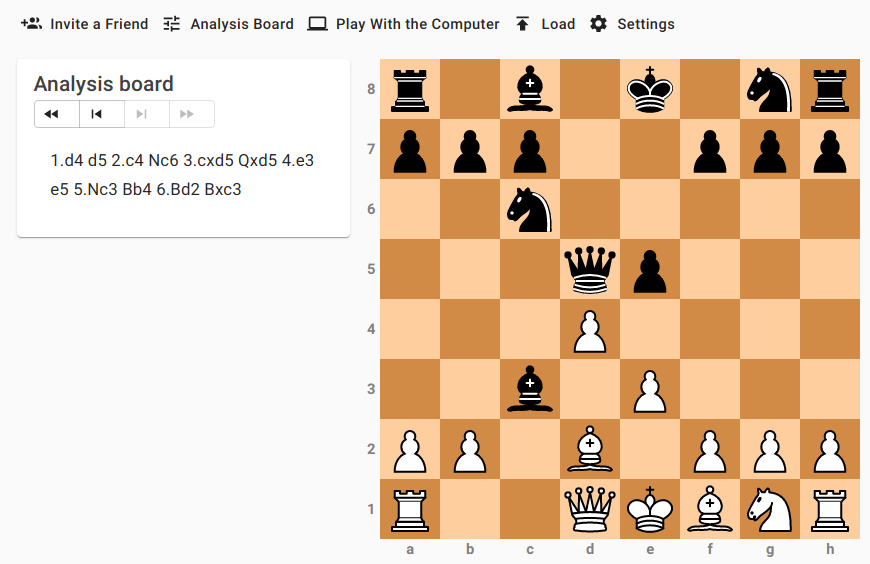 Invite a Friend Analysis Board Play With the Computer Load Settings
Analysis board
1.d4 d5 2.c4 Nc6 3.cxd5 Qxd5 4.e3
e5 5.Nc3 Bb4 6.Bd2 Bxc3
8
7
6
5
4
3
2
1
a b c d e f g h